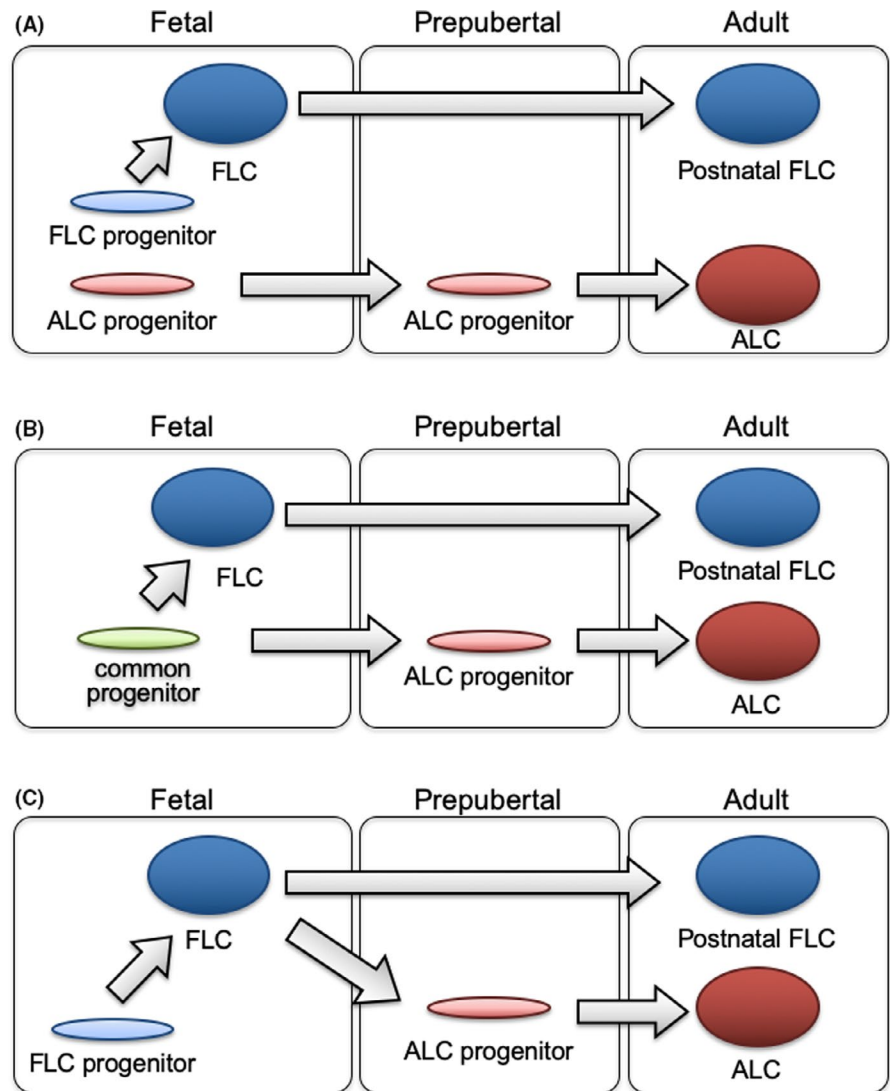 (A) Fetal Prepubertal Adult
FLC
Postnatal FLC
FLC progenitor
ALC progenitor
ALC progenitor
ALC
(B) Fetal Prepubertal Adult
FLC
Postnatal FLC
common
progenitor
ALC progenitor
ALC
(C) Fetal Prepubertal Adult
FLC
Postnatal FLC
FLC progenitor
ALC progenitor
ALC